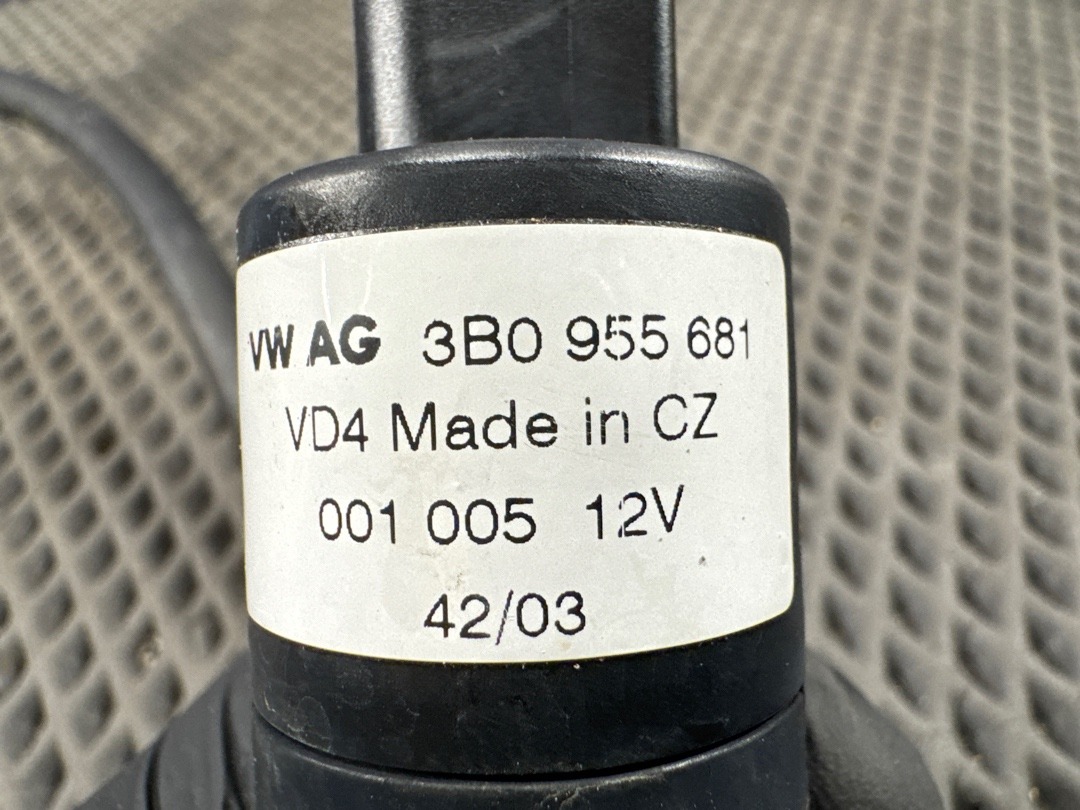 VW AG 3B0 955 681
VD4 Made in CZ
001 005 12V
42/03